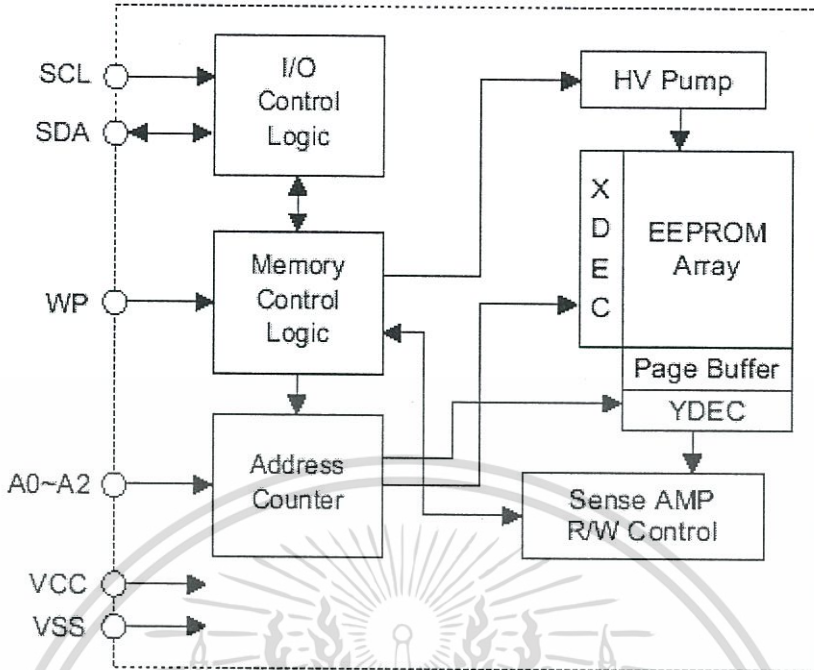 SCL
SDA
WP
A0~A2
VCC
VSS
I/O
Control
Logic
Memory
Control
Logic
Address
Counter
HV Pump
X
D
E
C
EEPROM
Array
Page Buffer
YDEC
Sense AMP
R/W Control